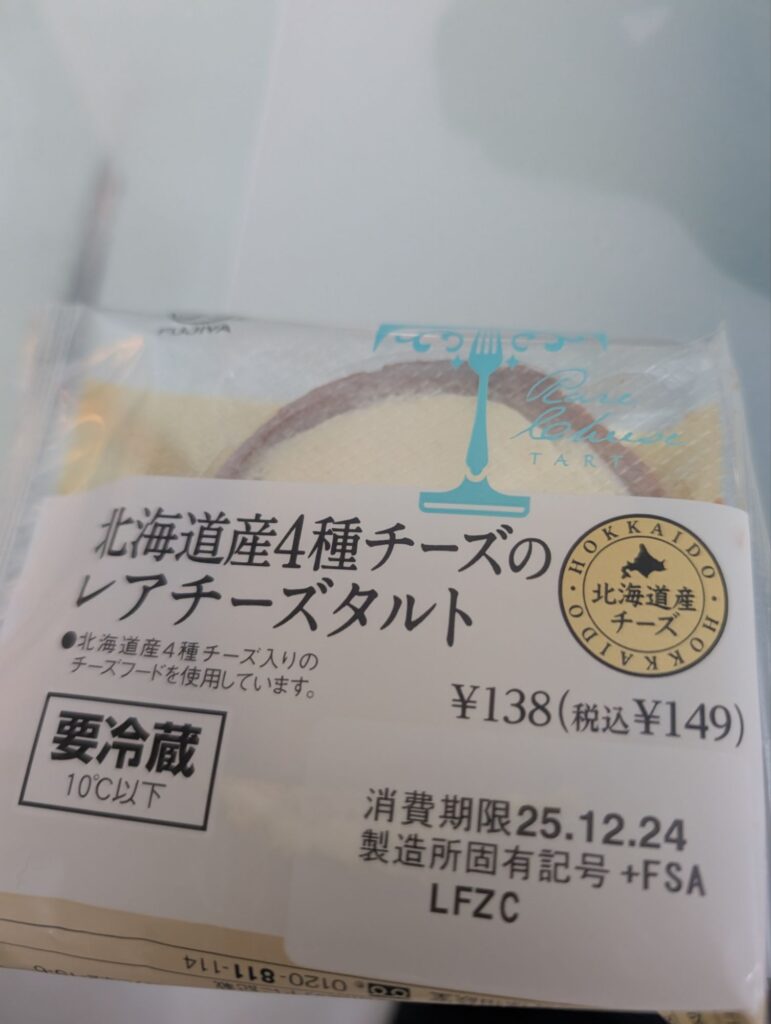 FUJIYA
Rare
Cheese
TART
北海道産4種チーズの
レアチーズタルト
●北海道産4種チーズ入りの
チーズフードを使用しています。
HOKKAIDO・HOKKAIDO・
北海道産
チーズ
¥138(税込¥149)
要冷蔵
10℃以下
消費期限25.12.24
製造所固有記号+FSA
LFZC
0120-811-114